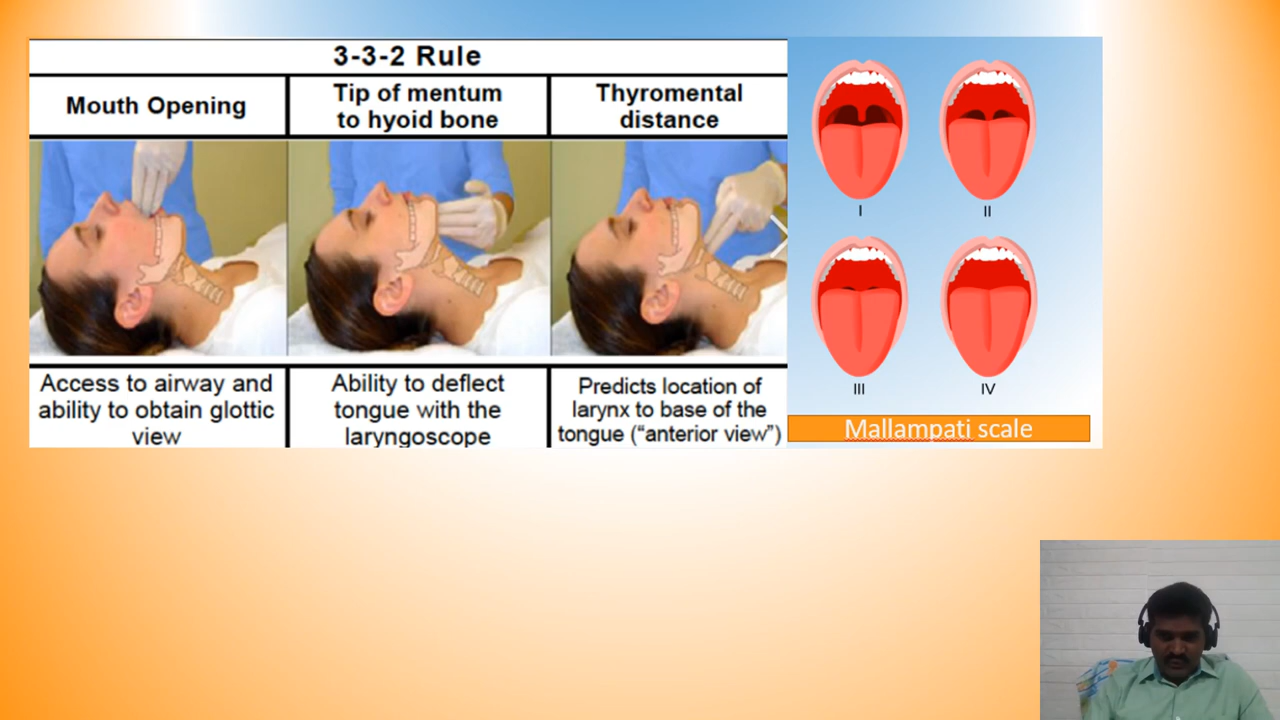 3-3-2 Rule
Mouth Opening
Tip of mentum
to hyoid bone
Thyromental
distance
Access to airway and
ability to obtain glottic
view
Ability to deflect
tongue with the
laryngoscope
Predicts location of
larynx to base of the
tongue (“anterior view”)
I
II
III
IV
Mallampati scale